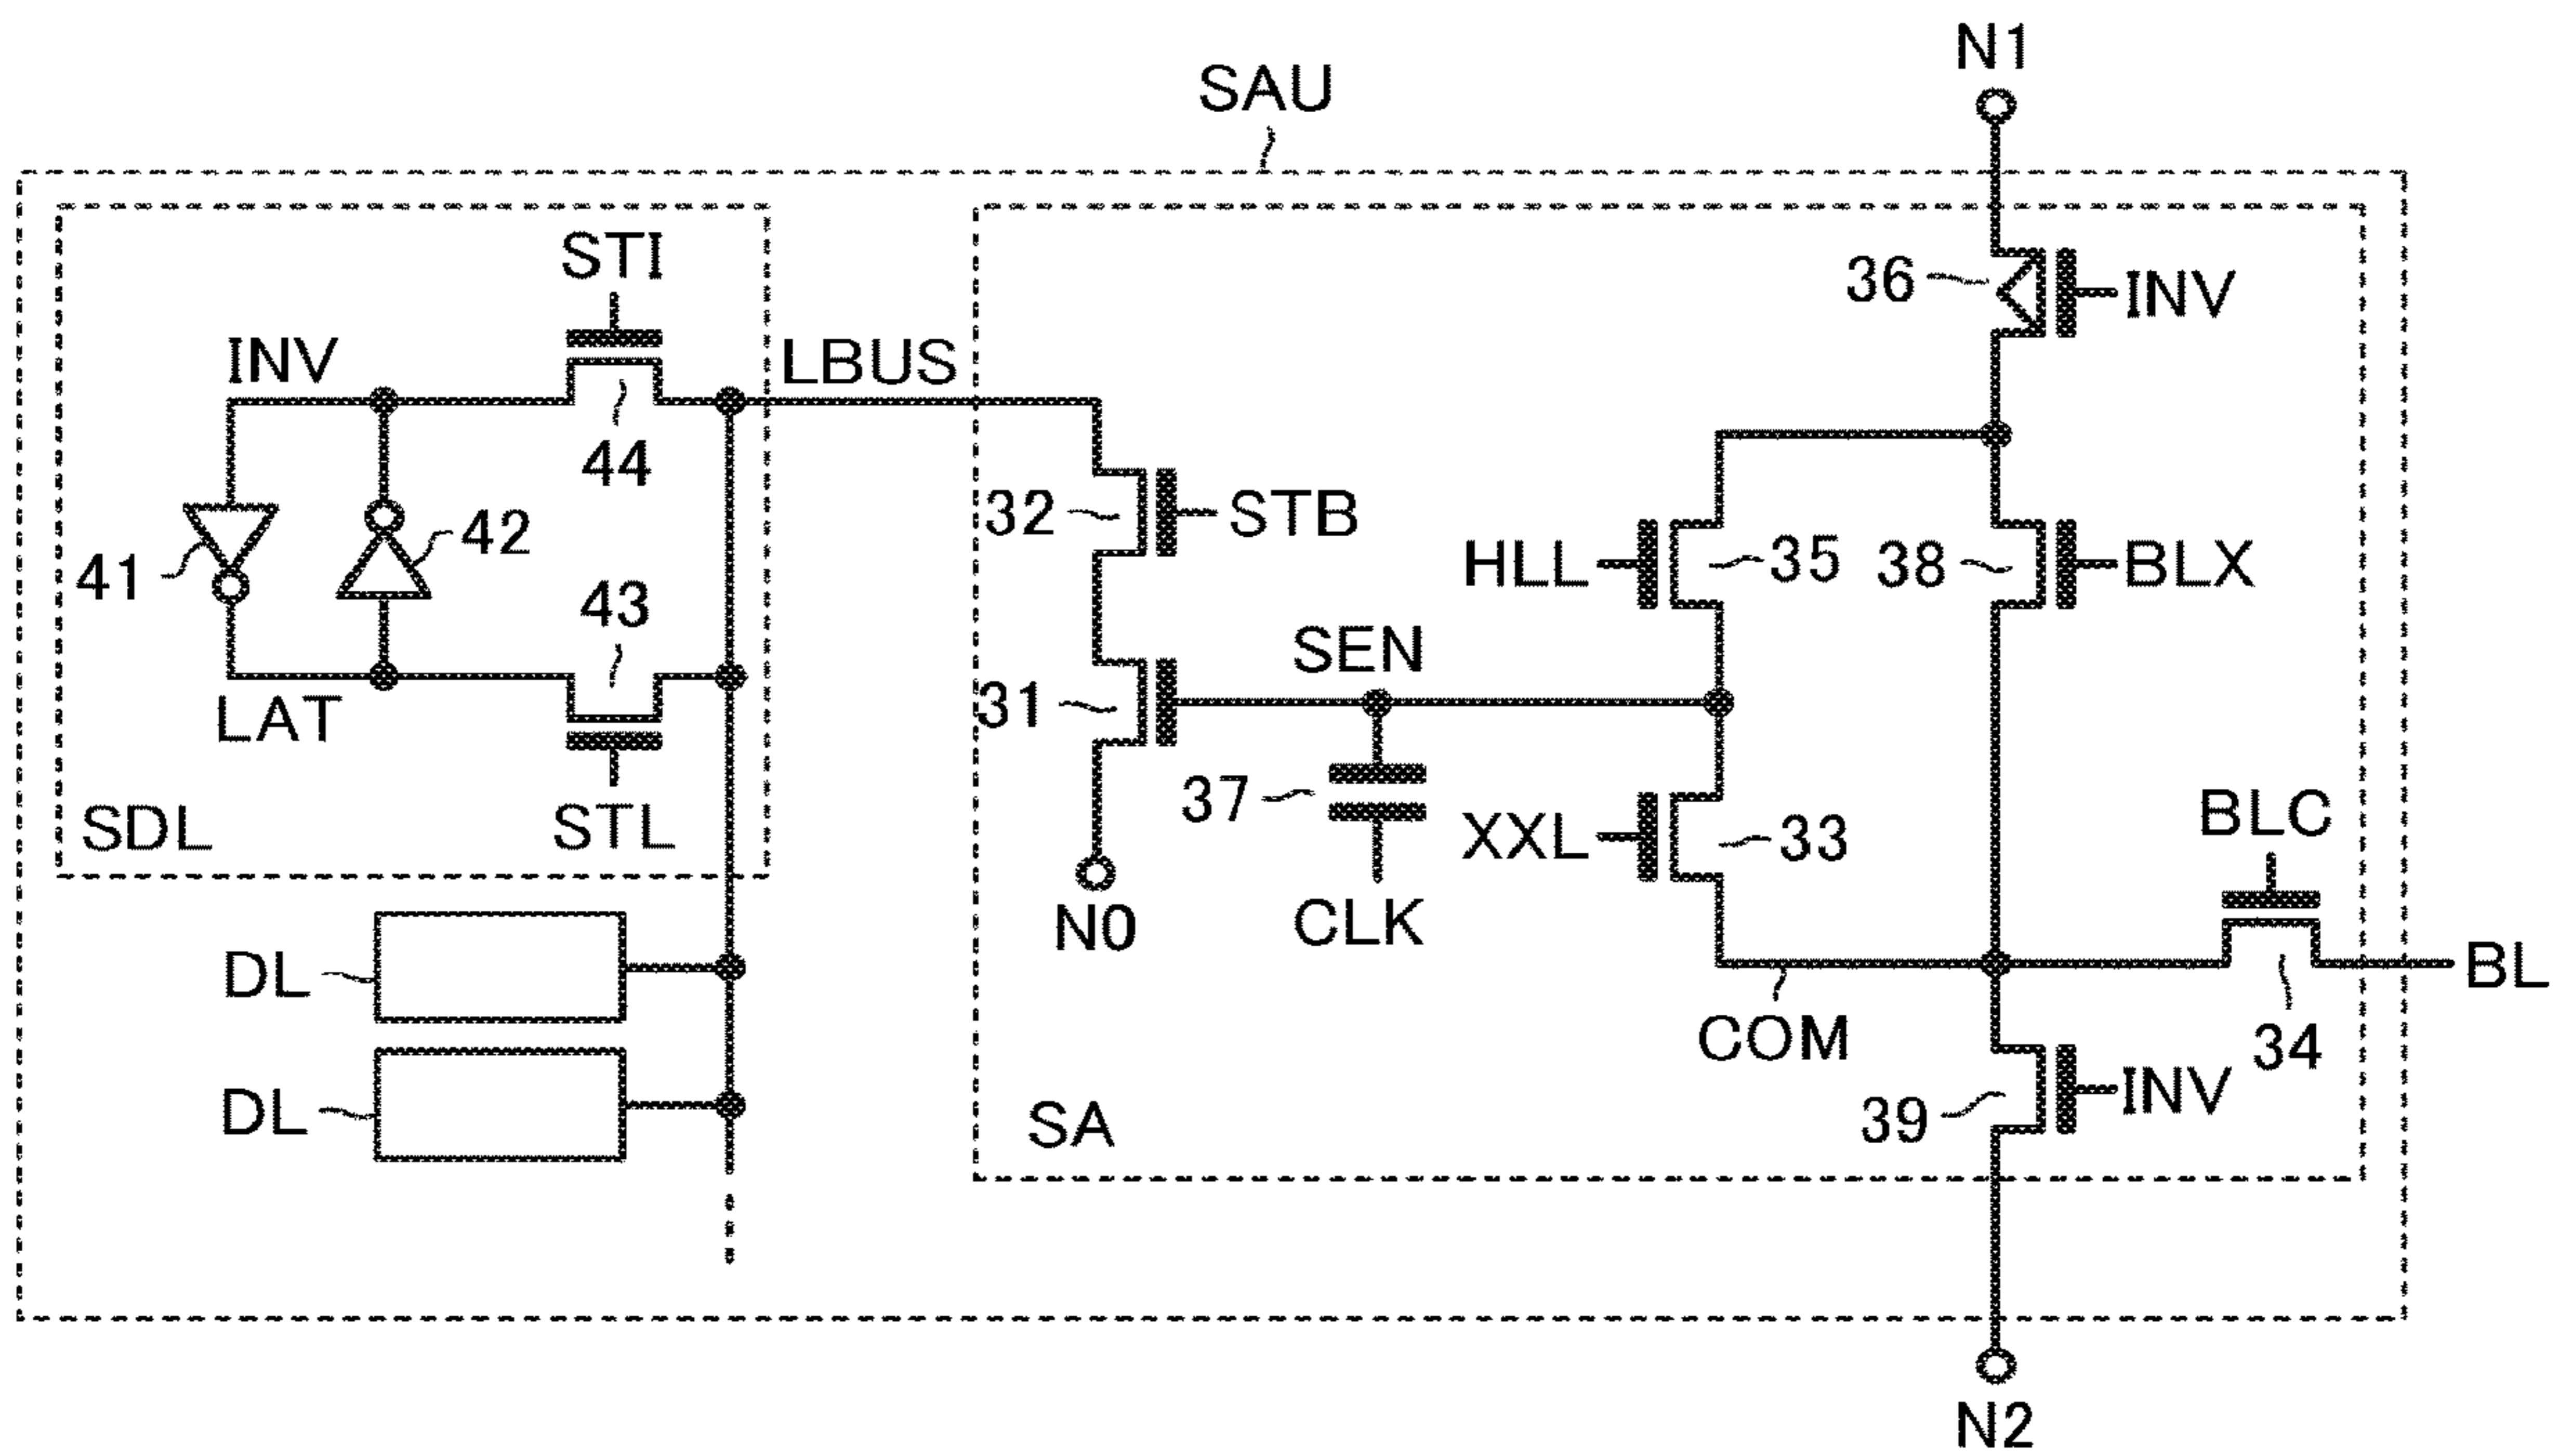 N1
SAU
STI
36
INV
INV
LBUS
44
32
STB
42
41
HLL
35
38
BLX
43
SEN
31
LAT
37
XXL
33
BLC
SDL
STL
CLK
N0
DL
BL
COM
34
DL
SA
39
INV
N2